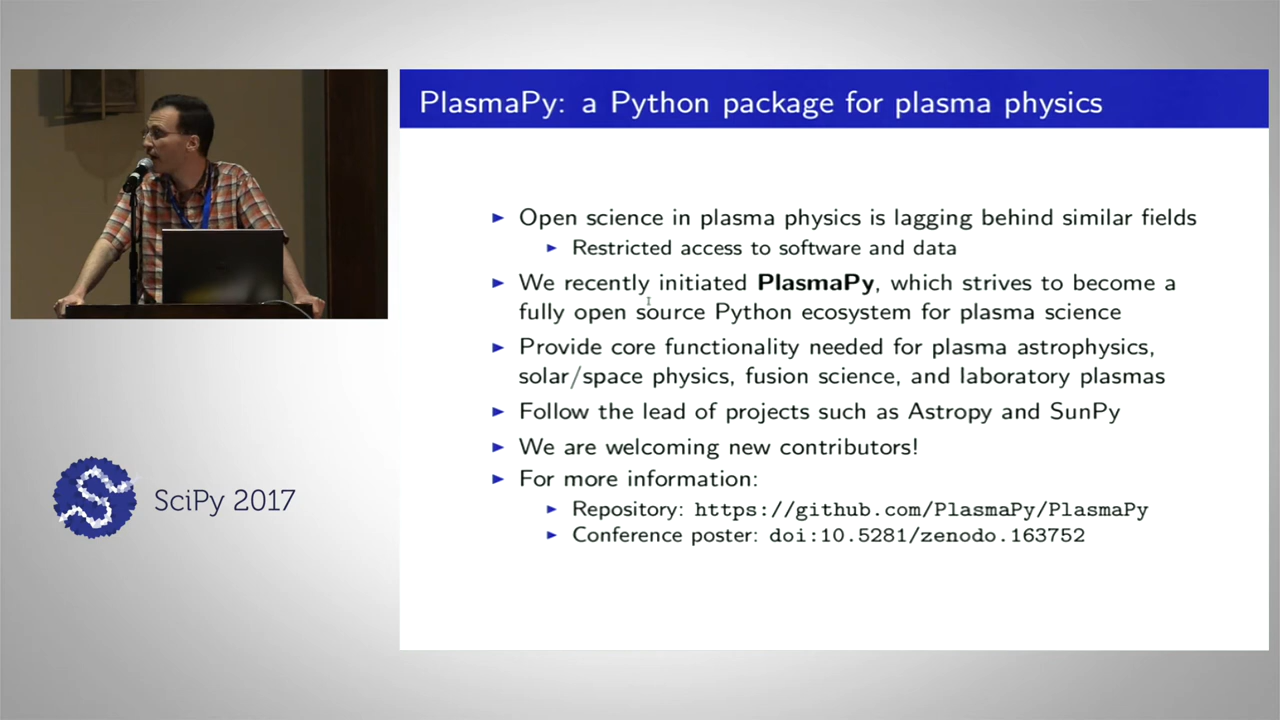 PlasmaPy: a Python package for plasma physics
Open science in plasma physics is lagging behind similar fields
Restricted access to software and data
We recently initiated PlasmaPy, which strives to become a
fully open source Python ecosystem for plasma science
Provide core functionality needed for plasma astrophysics,
solar/space physics, fusion science, and laboratory plasmas
Follow the lead of projects such as Astropy and SunPy
We are welcoming new contributors!
For more information:
Repository: https://github.com/PlasmaPy/PlasmaPy
Conference poster: doi:10.5281/zenodo.163752
SciPy 2017